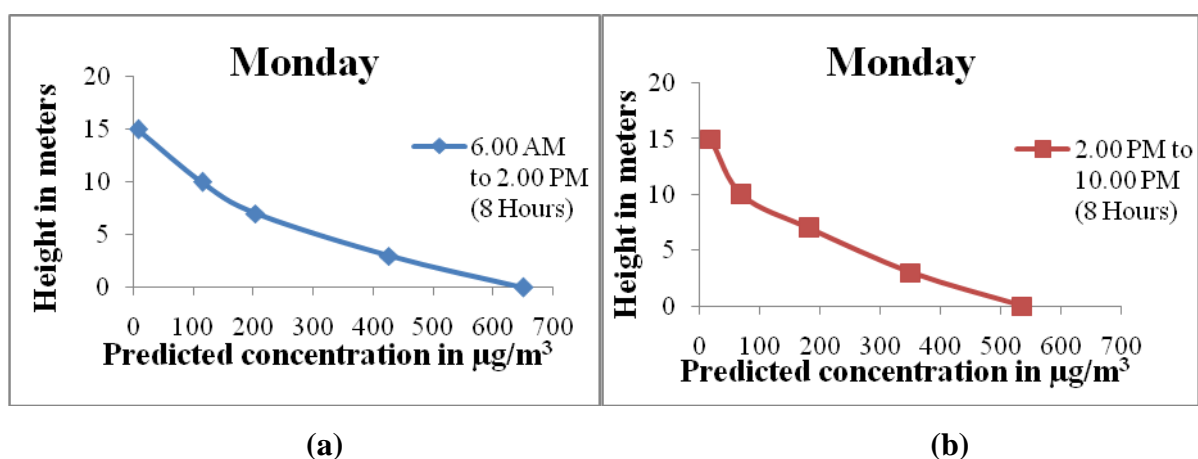 Monday
20
15
10
5
0
Height in meters
6.00 AM
to 2.00 PM
(8 Hours)
0 100 200 300 400 500 600 700
Predicted concentration in µg/m³
(a)
Monday
20
15
10
5
0
Height in meters
2.00 PM to
10.00 PM
(8 Hours)
0 100 200 300 400 500 600 700
Predicted concentration in µg/m³
(b)